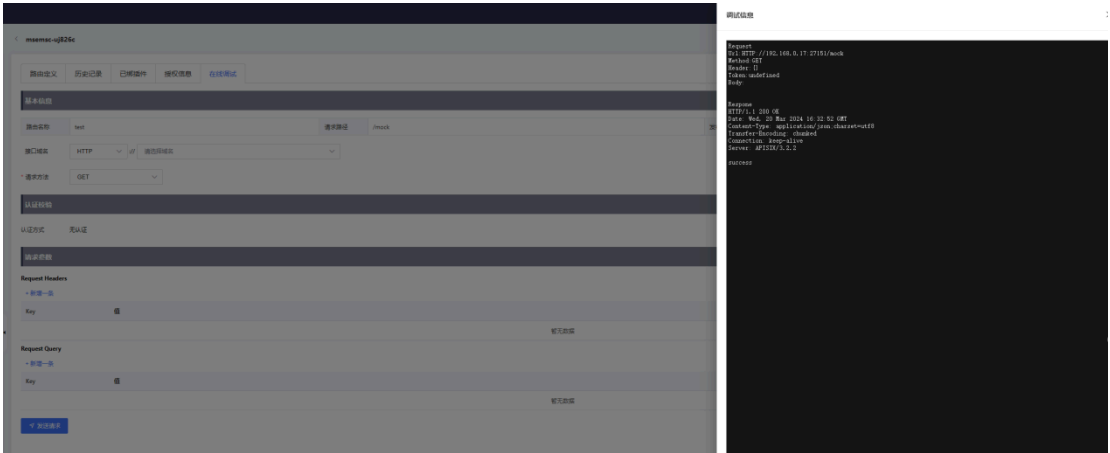 msemsc-uj826c
路由定义 历史记录 已绑插件 授权信息 在线调试
基本信息
路由名称 test 请求路径 /mock
接口域名 HTTP :// 请选择域名
* 请求方法 GET
认证校验
认证方式 无认证
请求参数
Request Headers
+ 新增一条
Key 值
暂无数据
Request Query
+ 新增一条
Key 值
暂无数据
发送请求
调试信息
Request
Url:HTTP://192.168.0.17:27151/mock
Method:GET
Header: {}
Token:undefined
Body:
Respone
HTTP/1.1 200 OK
Date: Wed, 20 Mar 2024 16:32:52 GMT
Content-Type: application/json;charset=utf8
Transfer-Encoding: chunked
Connection: keep-alive
Server: APISIX/3.2.2
success